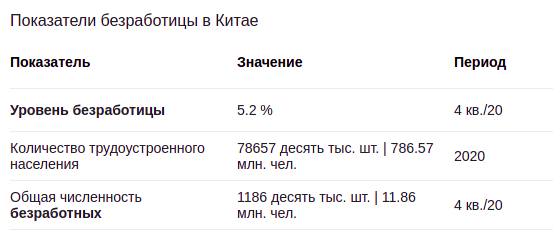 Показатели безработицы в Китае
Показатель Значение Период
Уровень безработицы 5.2 % 4 кв./20
Количество трудоустроенного населения 78657 десять тыс. шт. | 786.57 млн. чел. 2020
Общая численность безработных 1186 десять тыс. шт. | 11.86 млн. чел. 4 кв./20